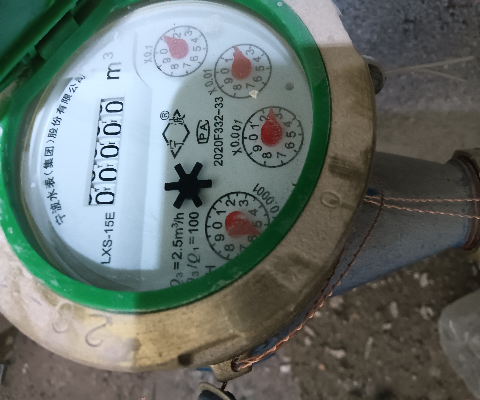 宁波水表(集团)股份有限公司
LXS-15E
00000 m³
PA
2020F332-33
Q₃=2.5m³/h
Q₃/Q₁=100
X0.1
X0.01
X0.001
X0.0001